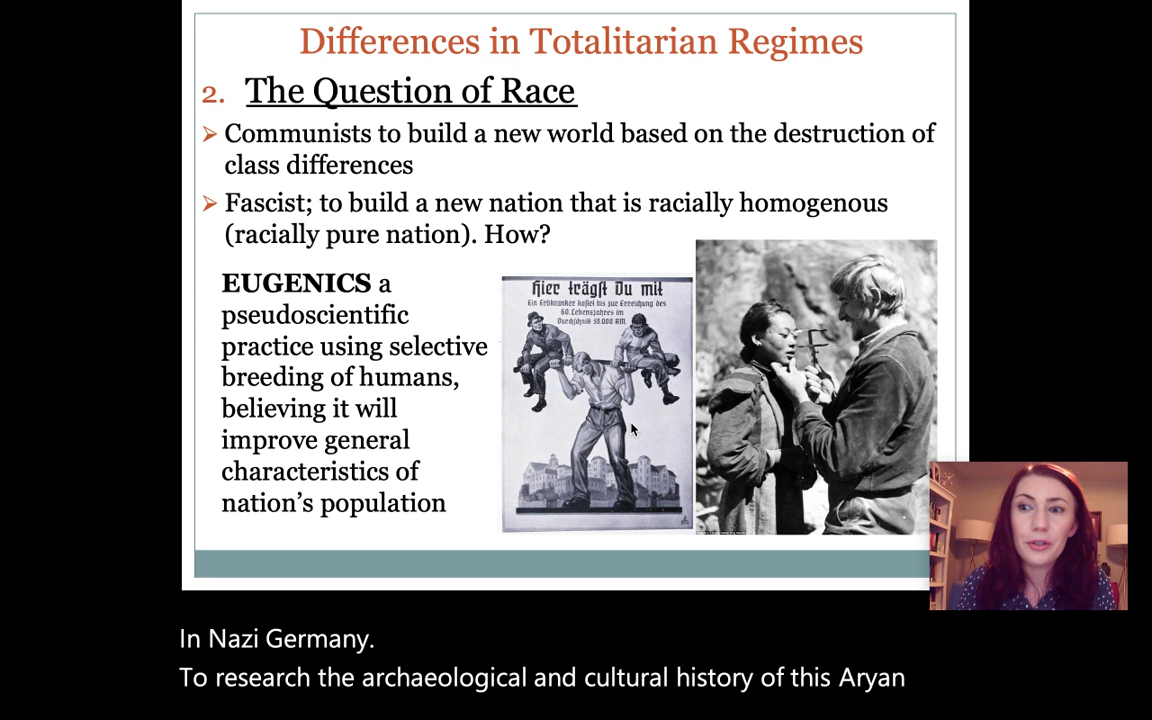 Differences in Totalitarian Regimes
2. The Question of Race
Communists to build a new world based on the destruction of
class differences
Fascist; to build a new nation that is racially homogenous
(racially pure nation). How?
EUGENICS a
pseudoscientific
practice using selective
breeding of humans,
believing it will
improve general
characteristics of
nation's population
Hier trägst Du mit
Ein Erbkranker kostet bis zur Erreichung des
60. Lebensjahres im
Durchschnitt 50.000 RM.
In Nazi Germany.
To research the archaeological and cultural history of this Aryan